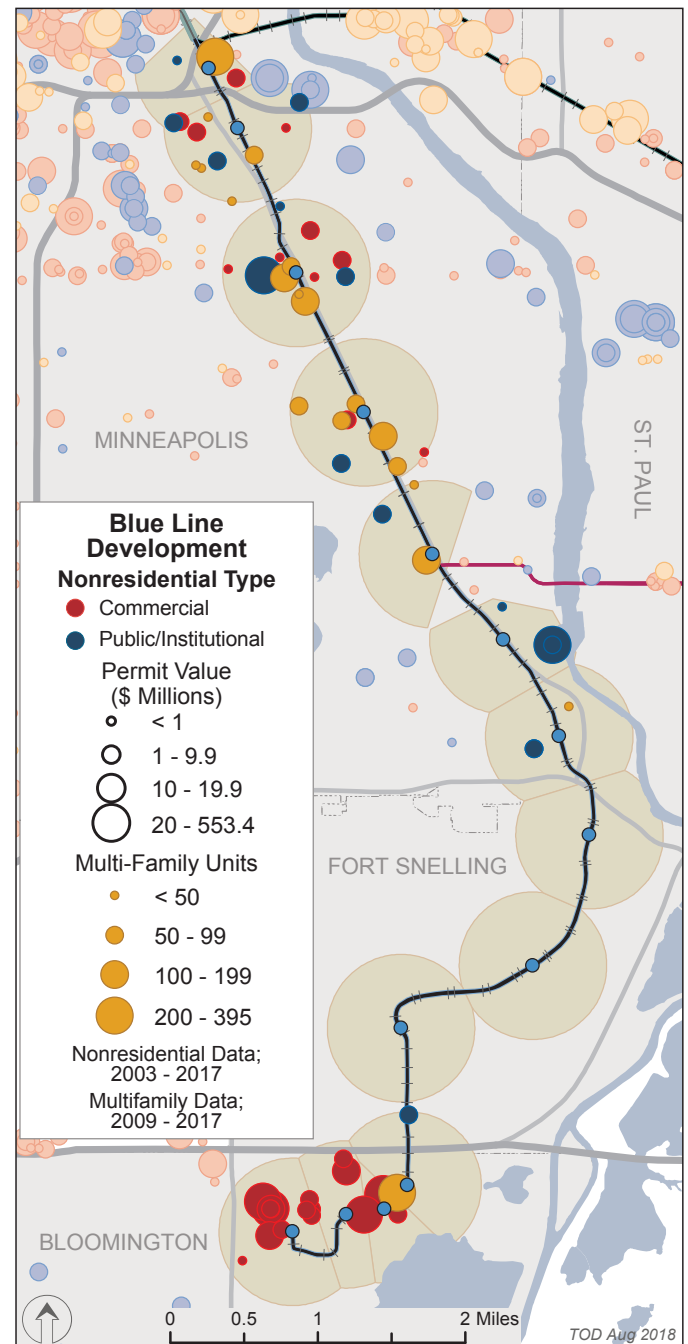 MINNEAPOLIS
ST. PAUL
Blue Line
Development
Nonresidential Type
Commercial
Public/Institutional
Permit Value
($ Millions)
< 1
1 - 9.9
10 - 19.9
20 - 553.4
Multi-Family Units
< 50
50 - 99
100 - 199
200 - 395
Nonresidential Data;
2003 - 2017
Multifamily Data;
2009 - 2017
FORT SNELLING
BLOOMINGTON
0 0.5 1 2 Miles
TOD Aug 2018